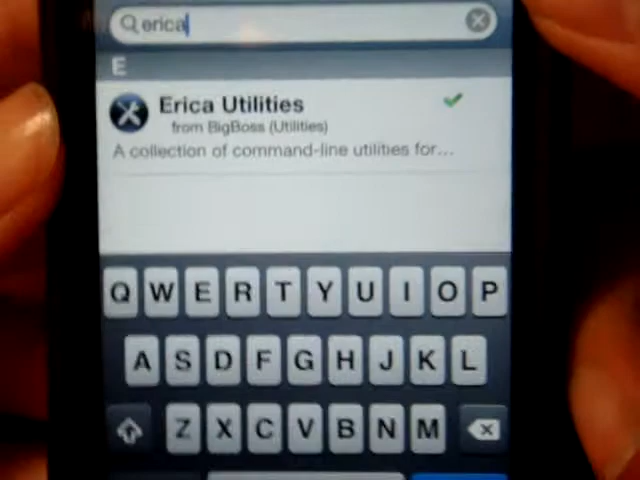 erica
E
Erica Utilities
from BigBoss (Utilities)
A collection of command-line utilities for...
Q W E R T Y U I O P
A S D F G H J K L
Z X C V B N M